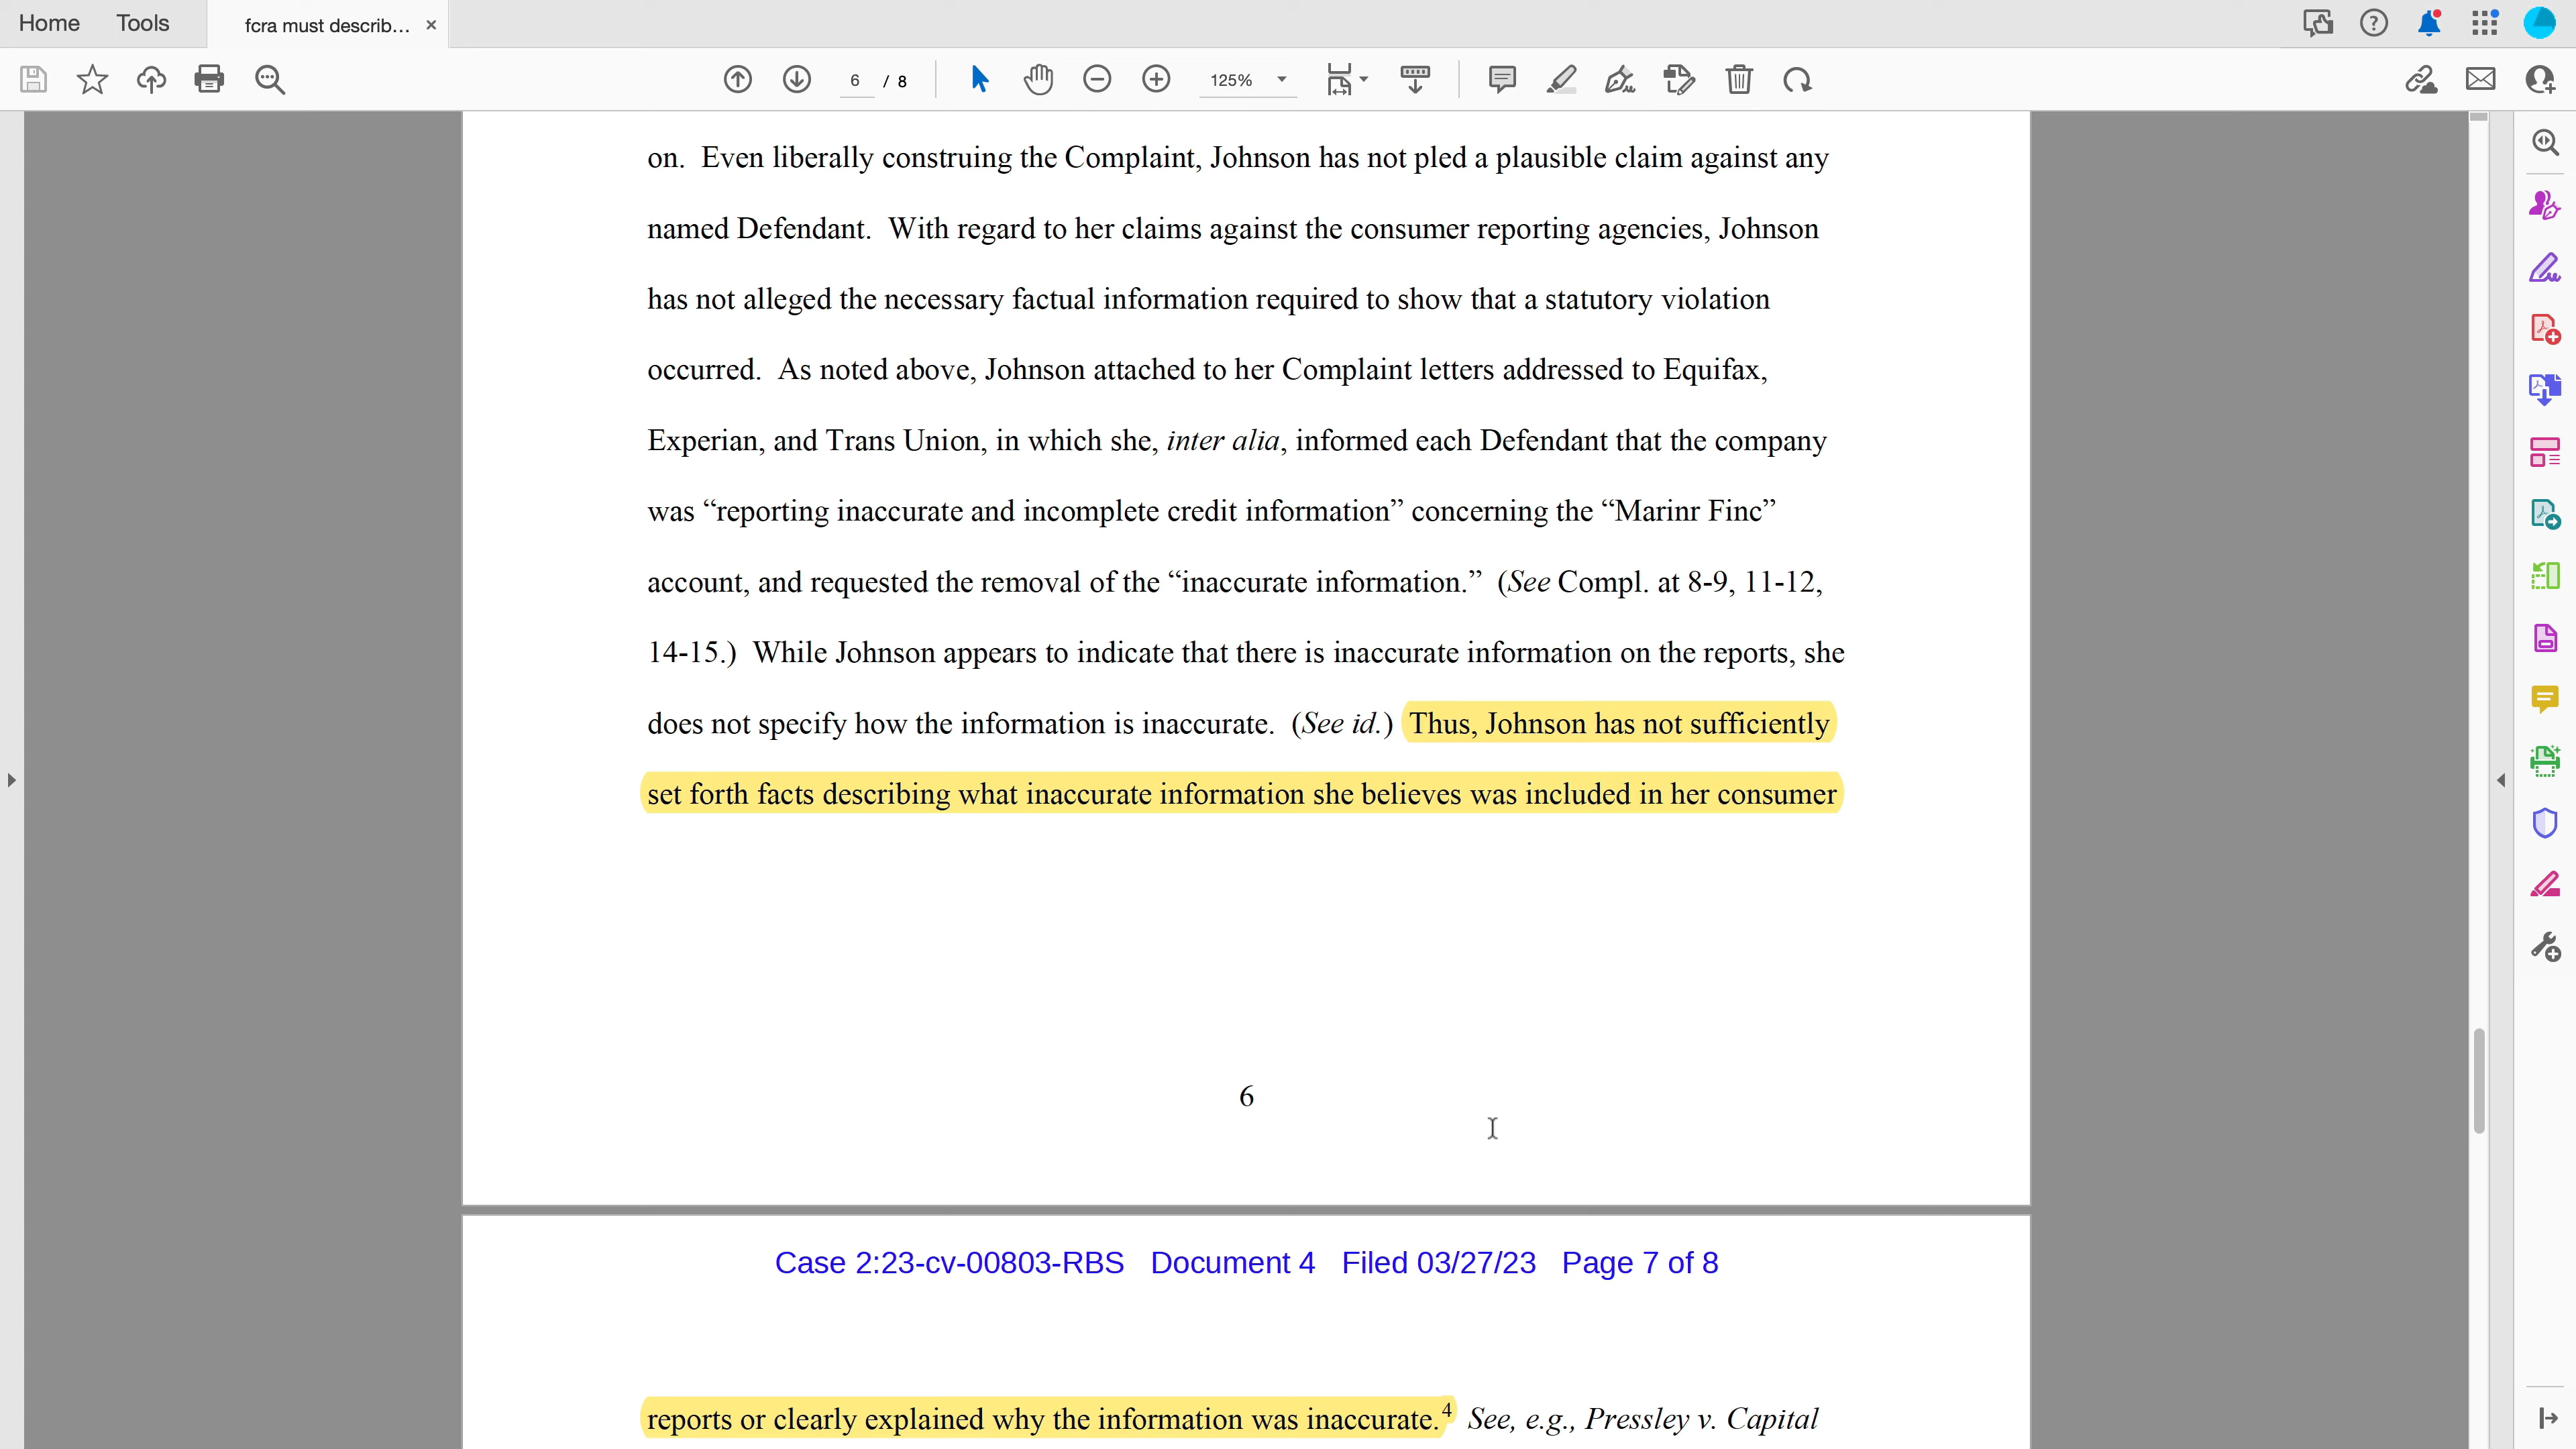 Home Tools fcra must describ... ×
6 / 8 125%
on. Even liberally construing the Complaint, Johnson has not pled a plausible claim against any
named Defendant. With regard to her claims against the consumer reporting agencies, Johnson
has not alleged the necessary factual information required to show that a statutory violation
occurred. As noted above, Johnson attached to her Complaint letters addressed to Equifax,
Experian, and Trans Union, in which she, inter alia, informed each Defendant that the company
was “reporting inaccurate and incomplete credit information” concerning the “Marinr Finc”
account, and requested the removal of the “inaccurate information.” (See Compl. at 8-9, 11-12,
14-15.) While Johnson appears to indicate that there is inaccurate information on the reports, she
does not specify how the information is inaccurate. (See id.) Thus, Johnson has not sufficiently
set forth facts describing what inaccurate information she believes was included in her consumer
6
Case 2:23-cv-00803-RBS Document 4 Filed 03/27/23 Page 7 of 8
reports or clearly explained why the information was inaccurate.4 See, e.g., Pressley v. Capital